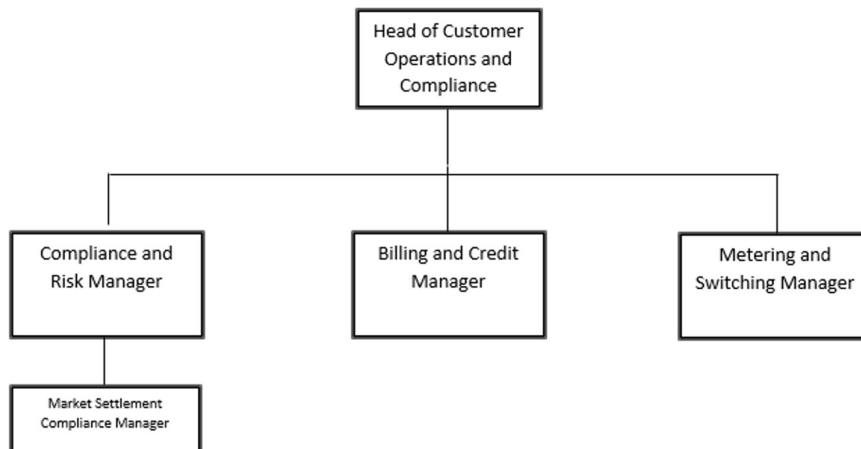 Head of Customer
Operations and
Compliance
Compliance and
Risk Manager
Billing and Credit
Manager
Metering and
Switching Manager
Market Settlement
Compliance Manager